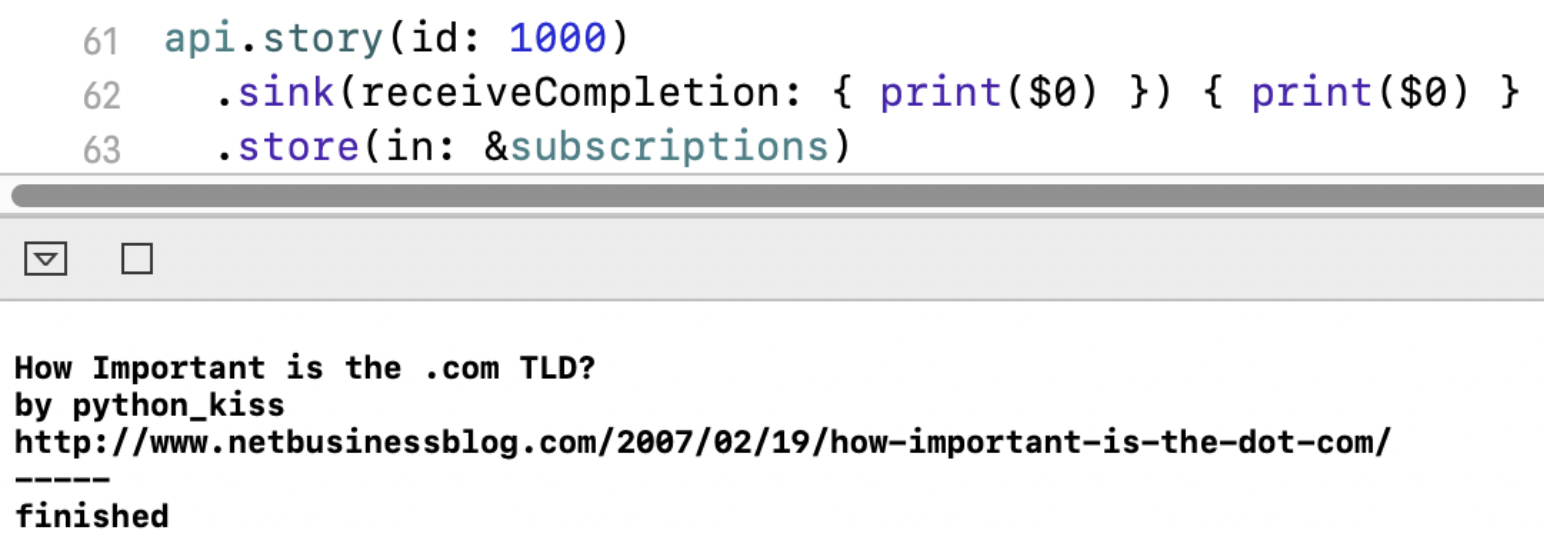 61 api.story(id: 1000)
62 .sink(receiveCompletion: { print($0) }) { print($0) }
63 .store(in: &subscriptions)
How Important is the .com TLD?
by python_kiss
http://www.netbusinessblog.com/2007/02/19/how-important-is-the-dot-com/
-----
finished